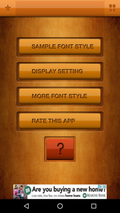 SAMPLE FONT STYLE
DISPLAY SETTING
MORE FONT STYLE
RATE THIS APP
?
Are you buying a new home?